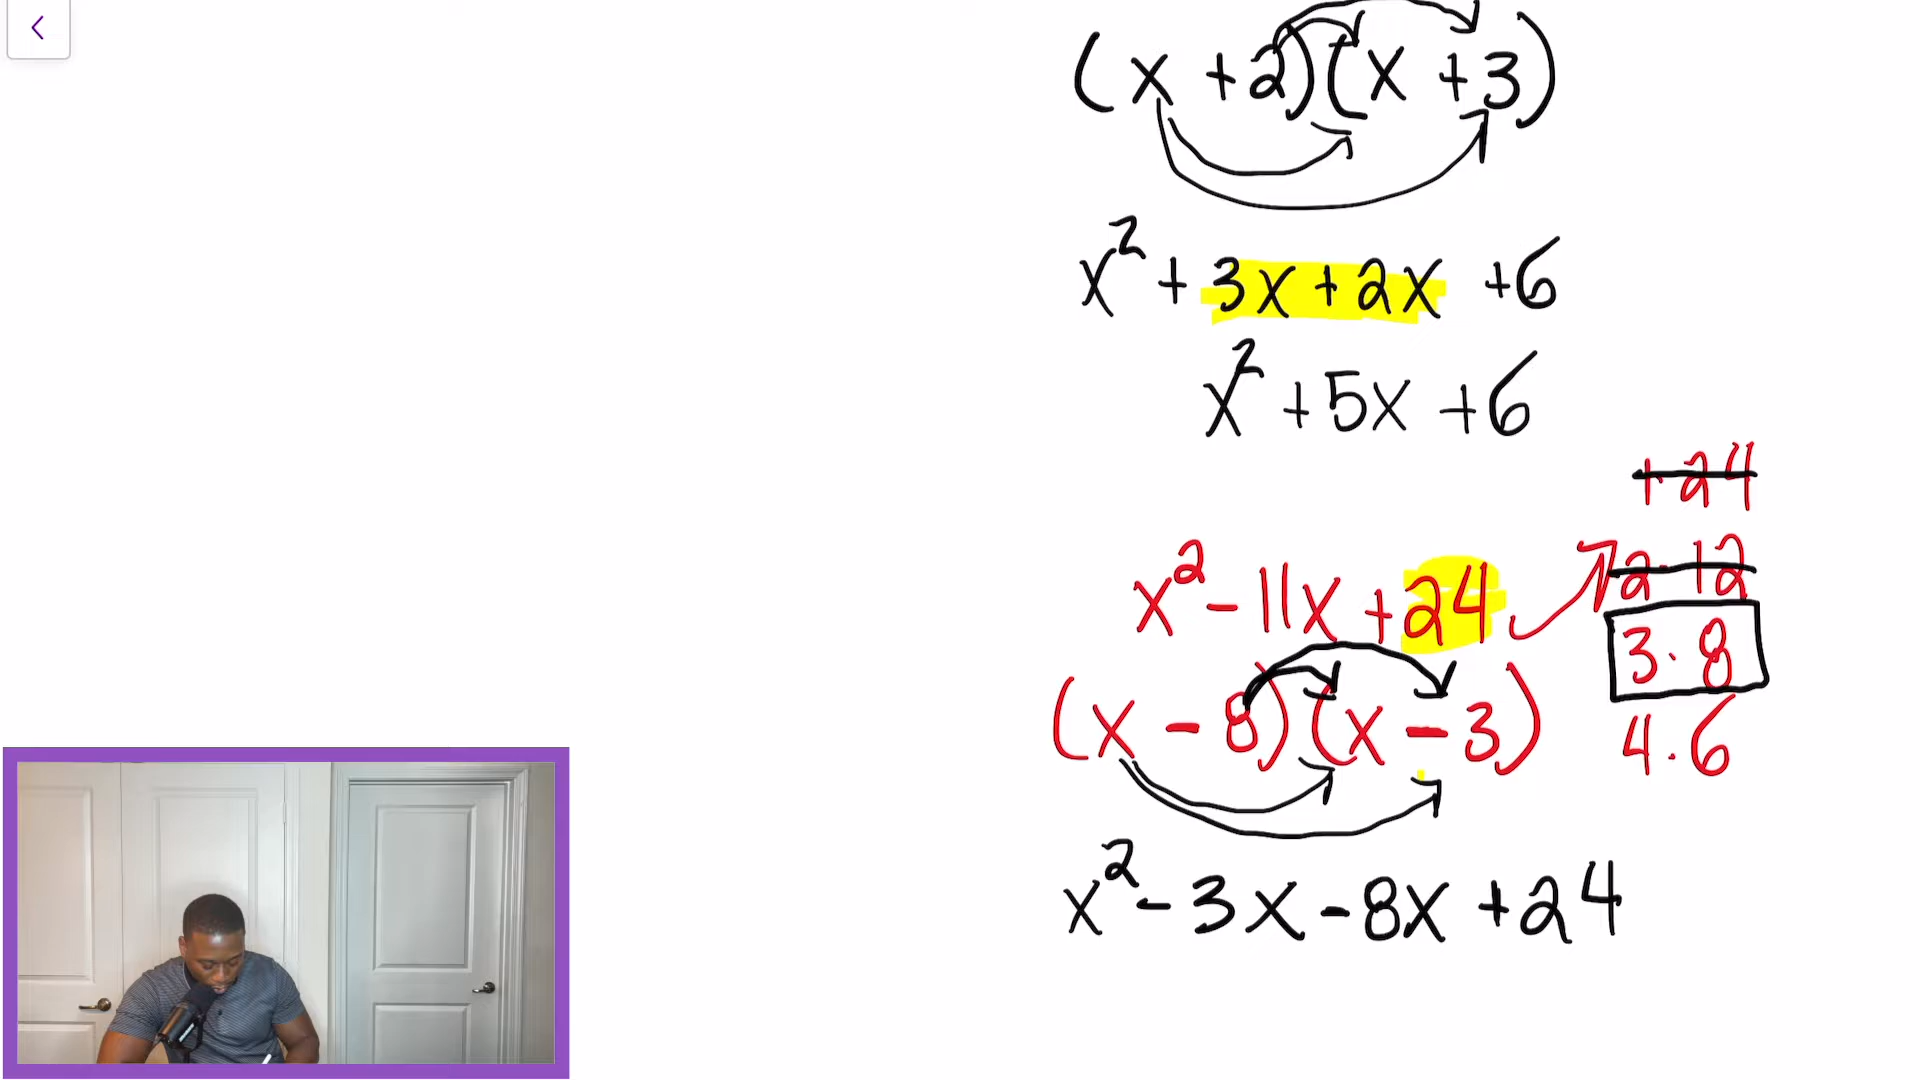 (x + 2)(x + 3)
x² + 3x + 2x + 6
x² + 5x + 6
1 · 24
2 · 12
x² - 11x + 24
3 · 8
(x - 8)(x - 3)
4 · 6
x² - 3x - 8x + 24